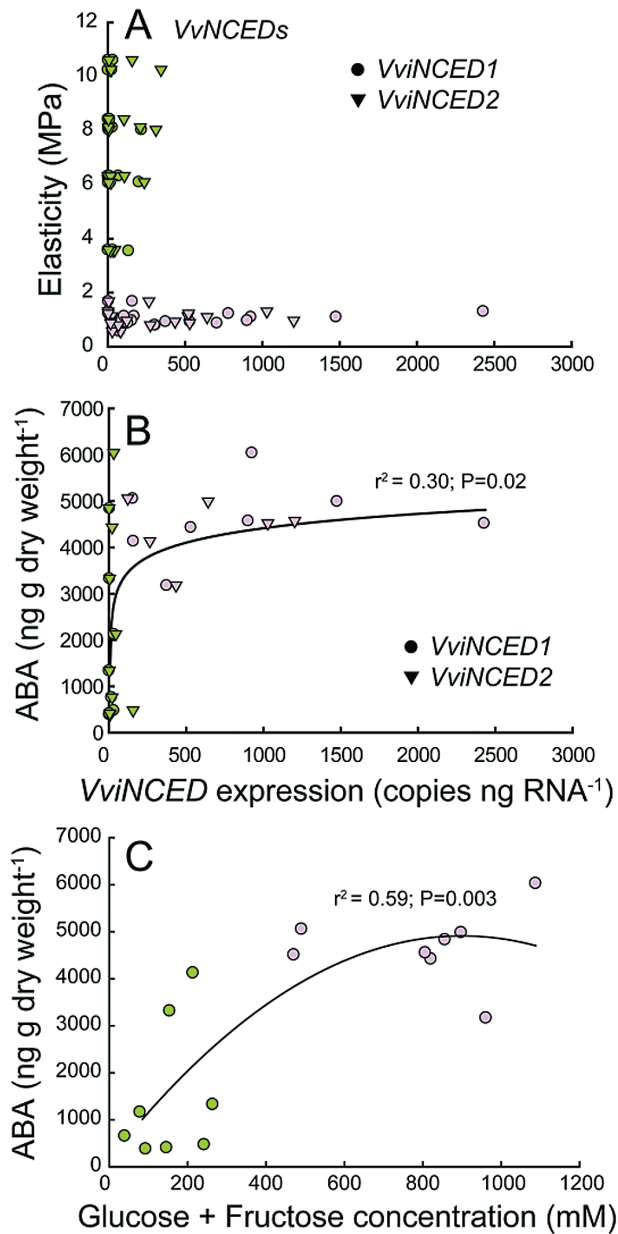 A VvNCEDs
VviNCED1
VviNCED2
Elasticity (MPa)
12
10
8
6
4
2
0
0 500 1000 1500 2000 2500 3000
B
r² = 0.30; P=0.02
VviNCED1
VviNCED2
ABA (ng g dry weight⁻¹)
7000
6000
5000
4000
3000
2000
1000
0
0 500 1000 1500 2000 2500 3000
VviNCED expression (copies ng RNA⁻¹)
C
r² = 0.59; P=0.003
ABA (ng g dry weight⁻¹)
7000
6000
5000
4000
3000
2000
1000
0
0 200 400 600 800 1000 1200
Glucose + Fructose concentration (mM)